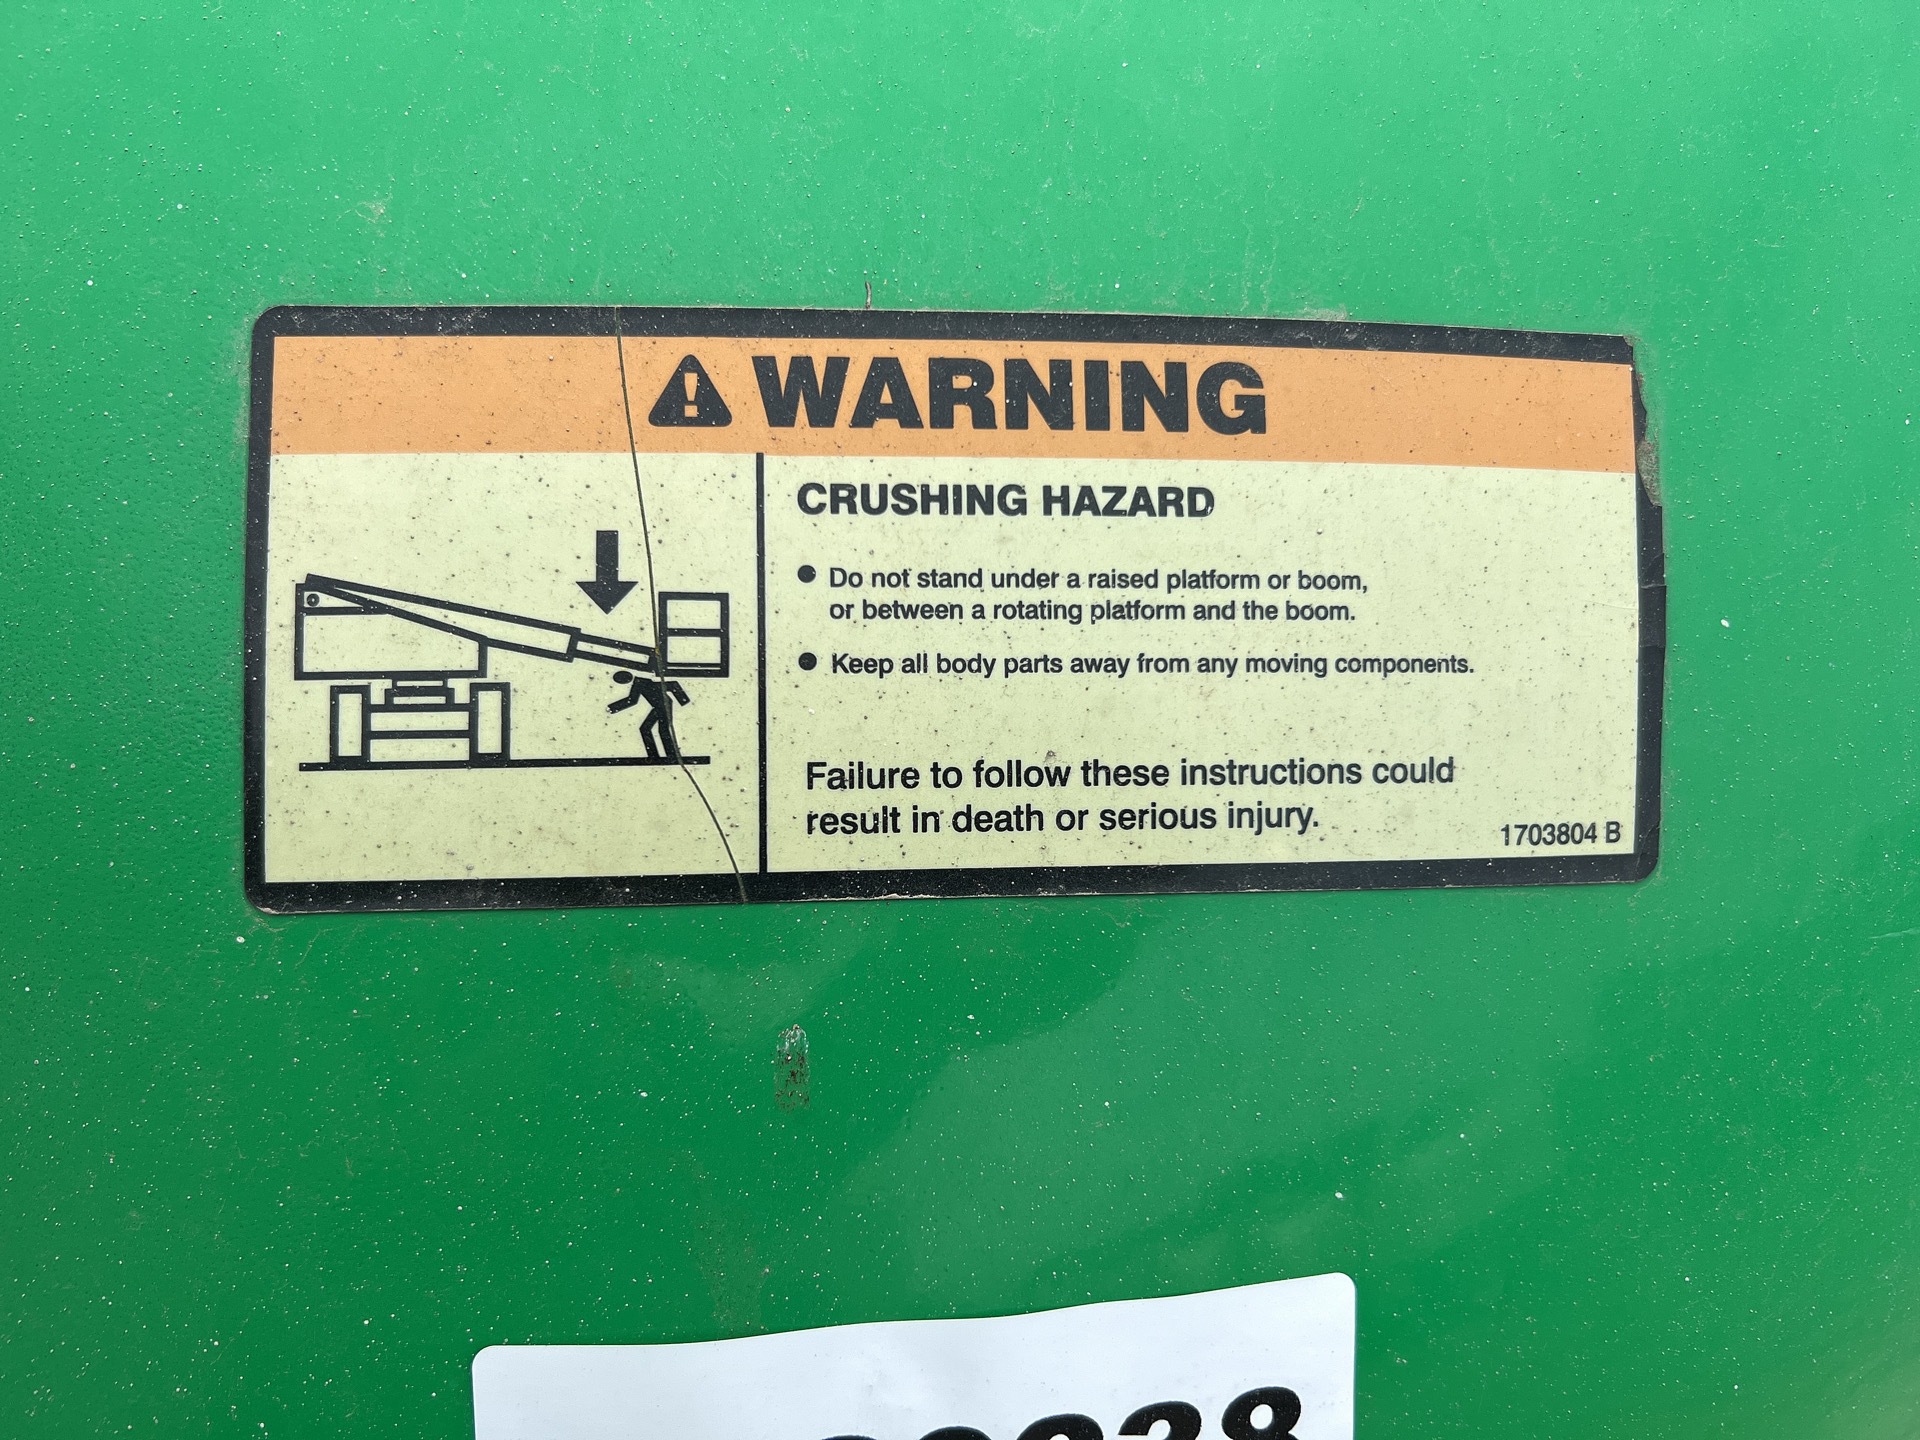 WARNING
CRUSHING HAZARD
● Do not stand under a raised platform or boom,
or between a rotating platform and the boom.
● Keep all body parts away from any moving components.
Failure to follow these instructions could
result in death or serious injury.
1703804 B